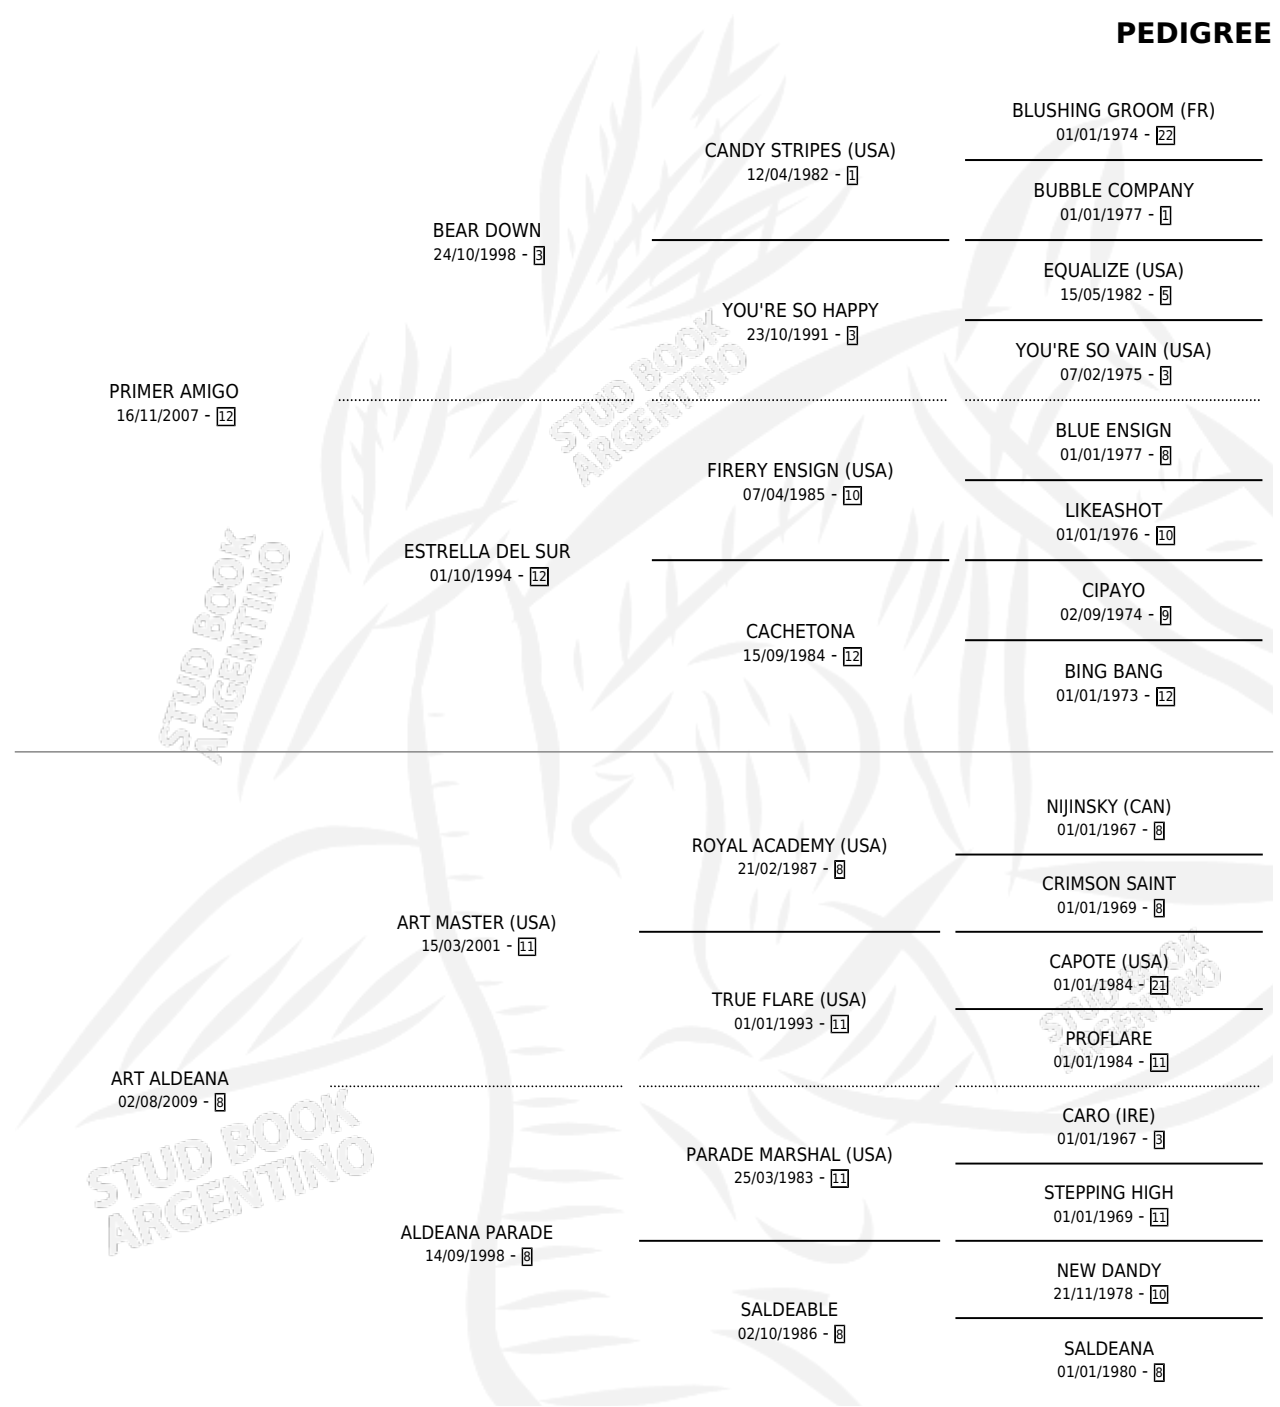 PEDIGREE
BLUSHING GROOM (FR)
01/01/1974 - 22
CANDY STRIPES (USA)
12/04/1982 - 1
BUBBLE COMPANY
01/01/1977 - 1
BEAR DOWN
24/10/1998 - 3
EQUALIZE (USA)
15/05/1982 - 5
YOU'RE SO HAPPY
23/10/1991 - 3
YOU'RE SO VAIN (USA)
07/02/1975 - 3
PRIMER AMIGO
16/11/2007 - 12
BLUE ENSIGN
01/01/1977 - 8
FIRERY ENSIGN (USA)
07/04/1985 - 10
LIKEASHOT
01/01/1976 - 10
ESTRELLA DEL SUR
01/10/1994 - 12
CIPAYO
02/09/1974 - 9
CACHETONA
15/09/1984 - 12
BING BANG
01/01/1973 - 12
NIJINSKY (CAN)
01/01/1967 - 8
ROYAL ACADEMY (USA)
21/02/1987 - 8
CRIMSON SAINT
01/01/1969 - 8
ART MASTER (USA)
15/03/2001 - 11
CAPOTE (USA)
01/01/1984 - 21
TRUE FLARE (USA)
01/01/1993 - 11
PROFLARE
01/01/1984 - 11
ART ALDEANA
02/08/2009 - 8
CARO (IRE)
01/01/1967 - 3
PARADE MARSHAL (USA)
25/03/1983 - 11
STEPPING HIGH
01/01/1969 - 11
ALDEANA PARADE
14/09/1998 - 8
NEW DANDY
21/11/1978 - 10
SALDEABLE
02/10/1986 - 8
SALDEANA
01/01/1980 - 8
STUD BOOK
ARGENTINO
STUD BOOK
ARGENTINO
STUD BOOK
ARGENTINO
STUD BOOK
ARGENTINO